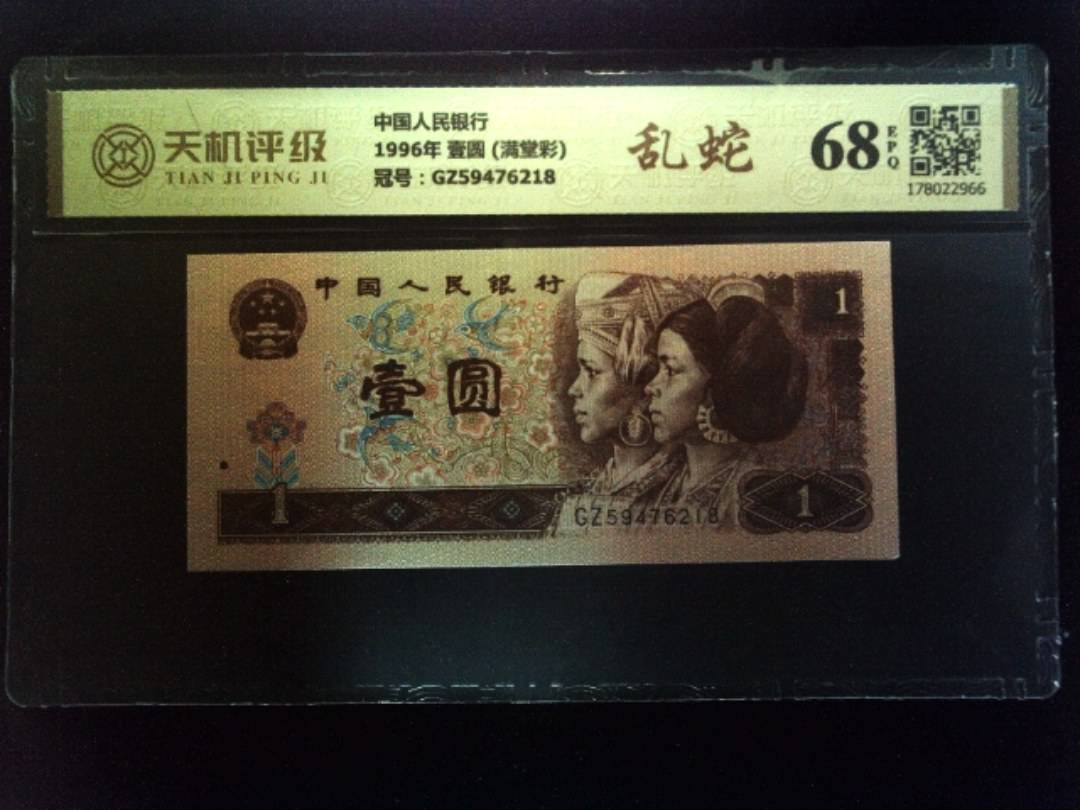 天机评级
TIAN JI PING JI
中国人民银行
1996年 壹圆 (满堂彩)
冠号：GZ59476218
乱蛇
68
EPQ
178022966
中国人民银行
1
壹圆
1
GZ59476218
1